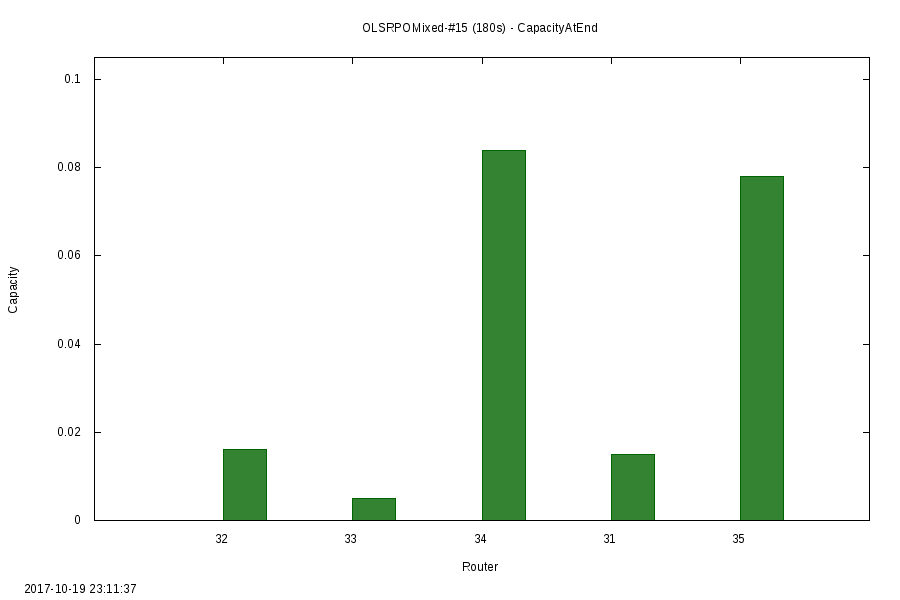 OLSRPOMixed-#15 (180s) - CapacityAtEnd
0.1
0.08
0.06
0.04
0.02
0
Capacity
32 33 34 31 35
Router
2017-10-19 23:11:37